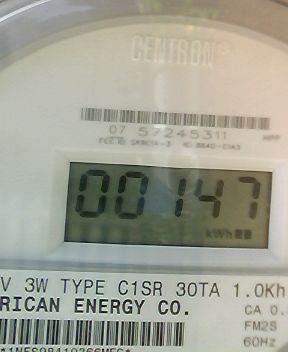 CENTRON®
07 57245311
00147
kWh
V 3W TYPE C1SR 30TA 1.0Kh
RICAN ENERGY CO.
CA 0.
FM2S
60Hz